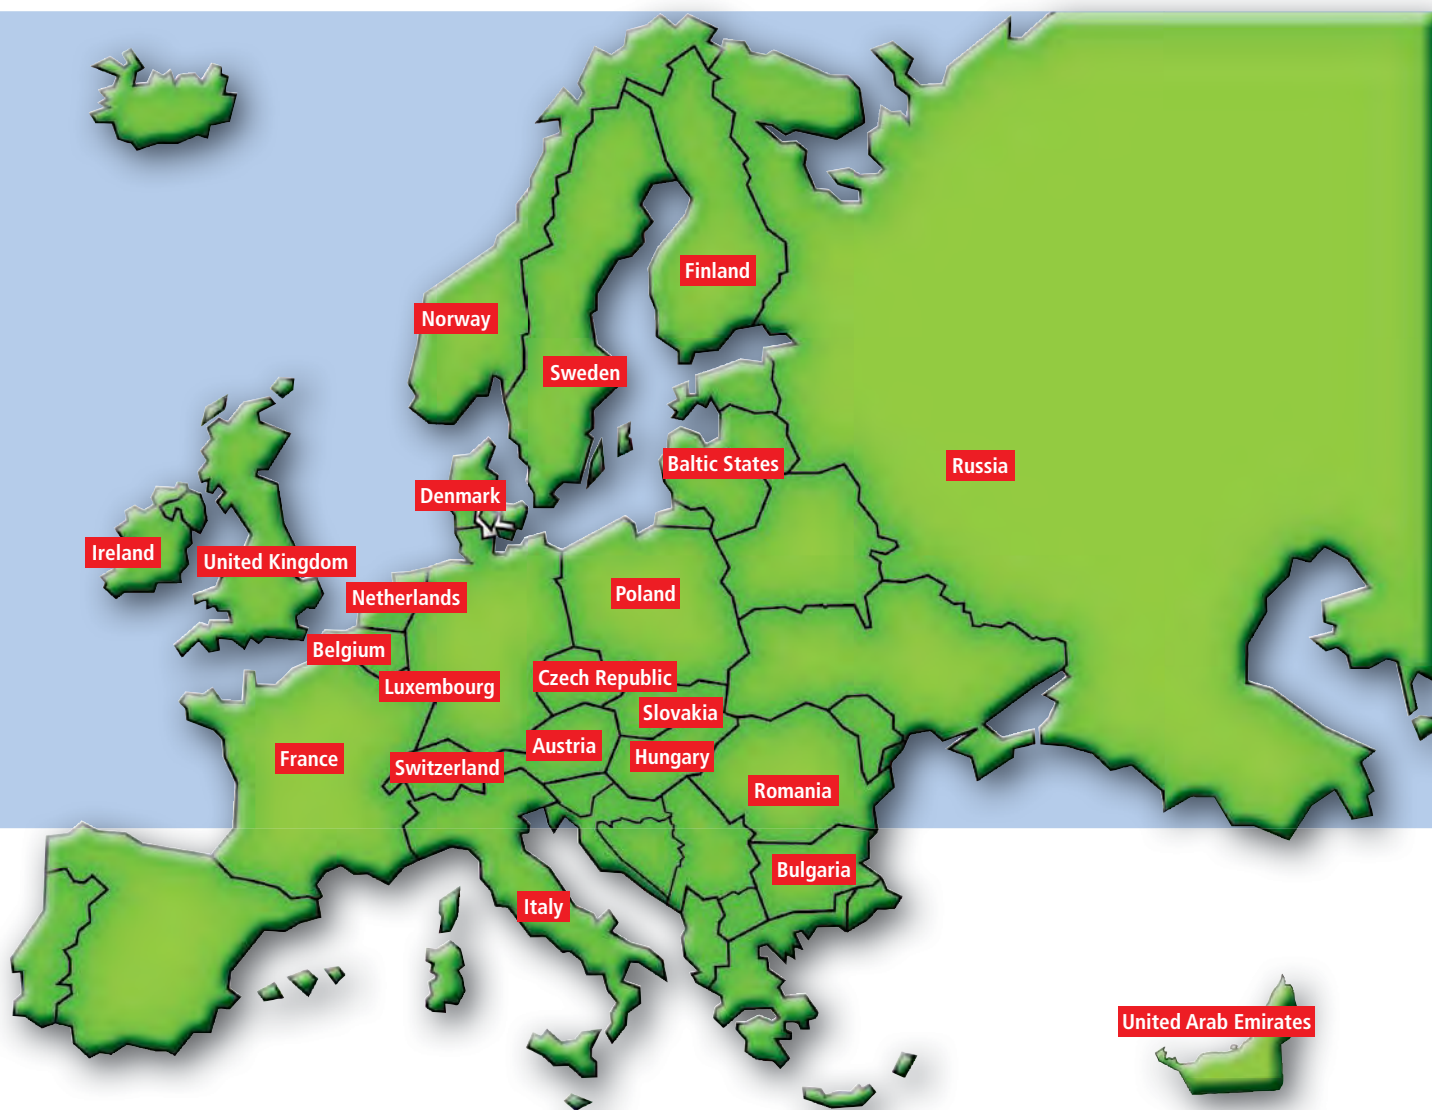 Finland
Norway
Sweden
Baltic States
Russia
Denmark
Ireland
United Kingdom
Netherlands
Poland
Belgium
Czech Republic
Luxembourg
Slovakia
Austria
France
Hungary
Switzerland
Romania
Bulgaria
Italy
United Arab Emirates